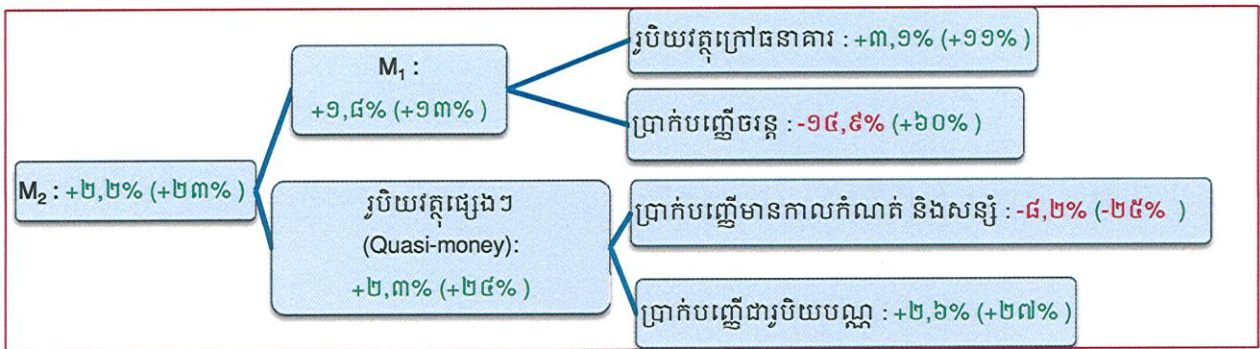 M₂ : +២,២% (+២៣% )
M₁ :
+១,៨% (+១៣% )
រូបិយវត្ថុផ្សេងៗ
(Quasi-money):
+២,៣% (+២៤% )
រូបិយវត្ថុក្រៅធនាគារ : +៣,១% (+១១% )
ប្រាក់បញ្ញើចរន្ត : -១៤,៩% (+៦០% )
ប្រាក់បញ្ញើមានកាលកំណត់ និងសន្សំ : -៨,២% (-២៥% )
ប្រាក់បញ្ញើជារូបិយបណ្ណ : +២,៦% (+២៧% )